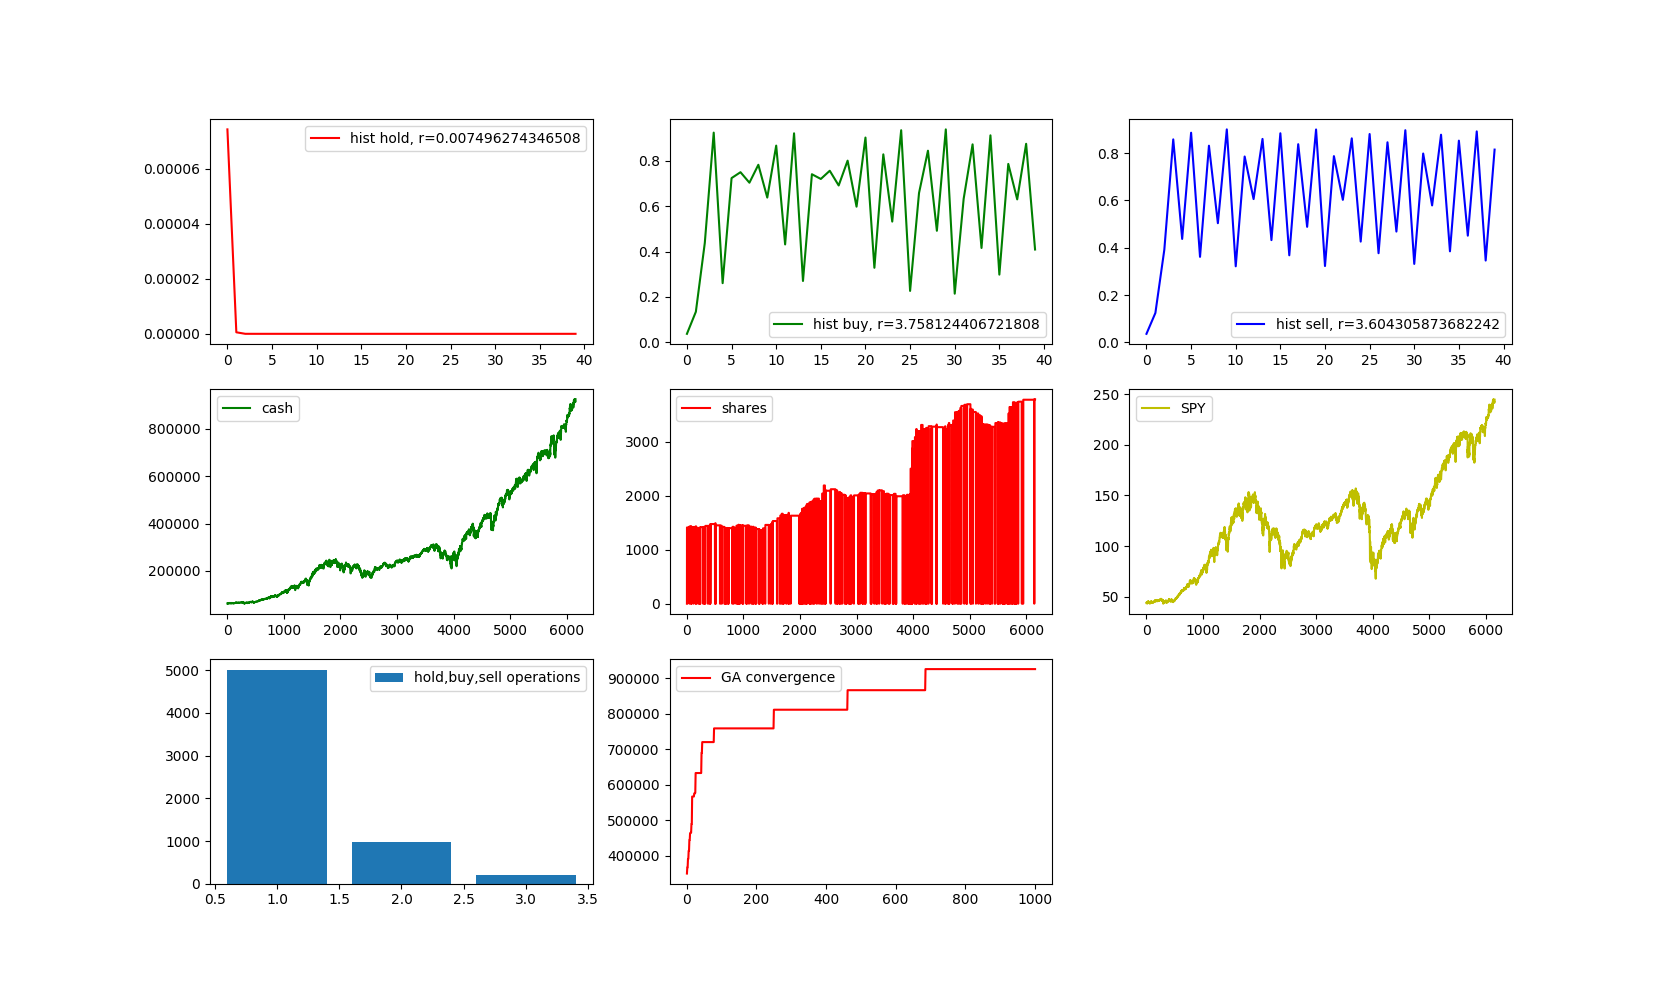 hist hold, r=0.007496274346508
0.00006
0.00004
0.00002
0.00000
0 5 10 15 20 25 30 35 40
hist buy, r=3.758124406721808
0.8
0.6
0.4
0.2
0.0
0 5 10 15 20 25 30 35 40
hist sell, r=3.604305873682242
0.8
0.6
0.4
0.2
0.0
0 5 10 15 20 25 30 35 40
cash
800000
600000
400000
200000
0 1000 2000 3000 4000 5000 6000
shares
3000
2000
1000
0
0 1000 2000 3000 4000 5000 6000
SPY
250
200
150
100
50
0 1000 2000 3000 4000 5000 6000
hold,buy,sell operations
5000
4000
3000
2000
1000
0
0.5 1.0 1.5 2.0 2.5 3.0 3.5
GA convergence
900000
800000
700000
600000
500000
400000
0 200 400 600 800 1000